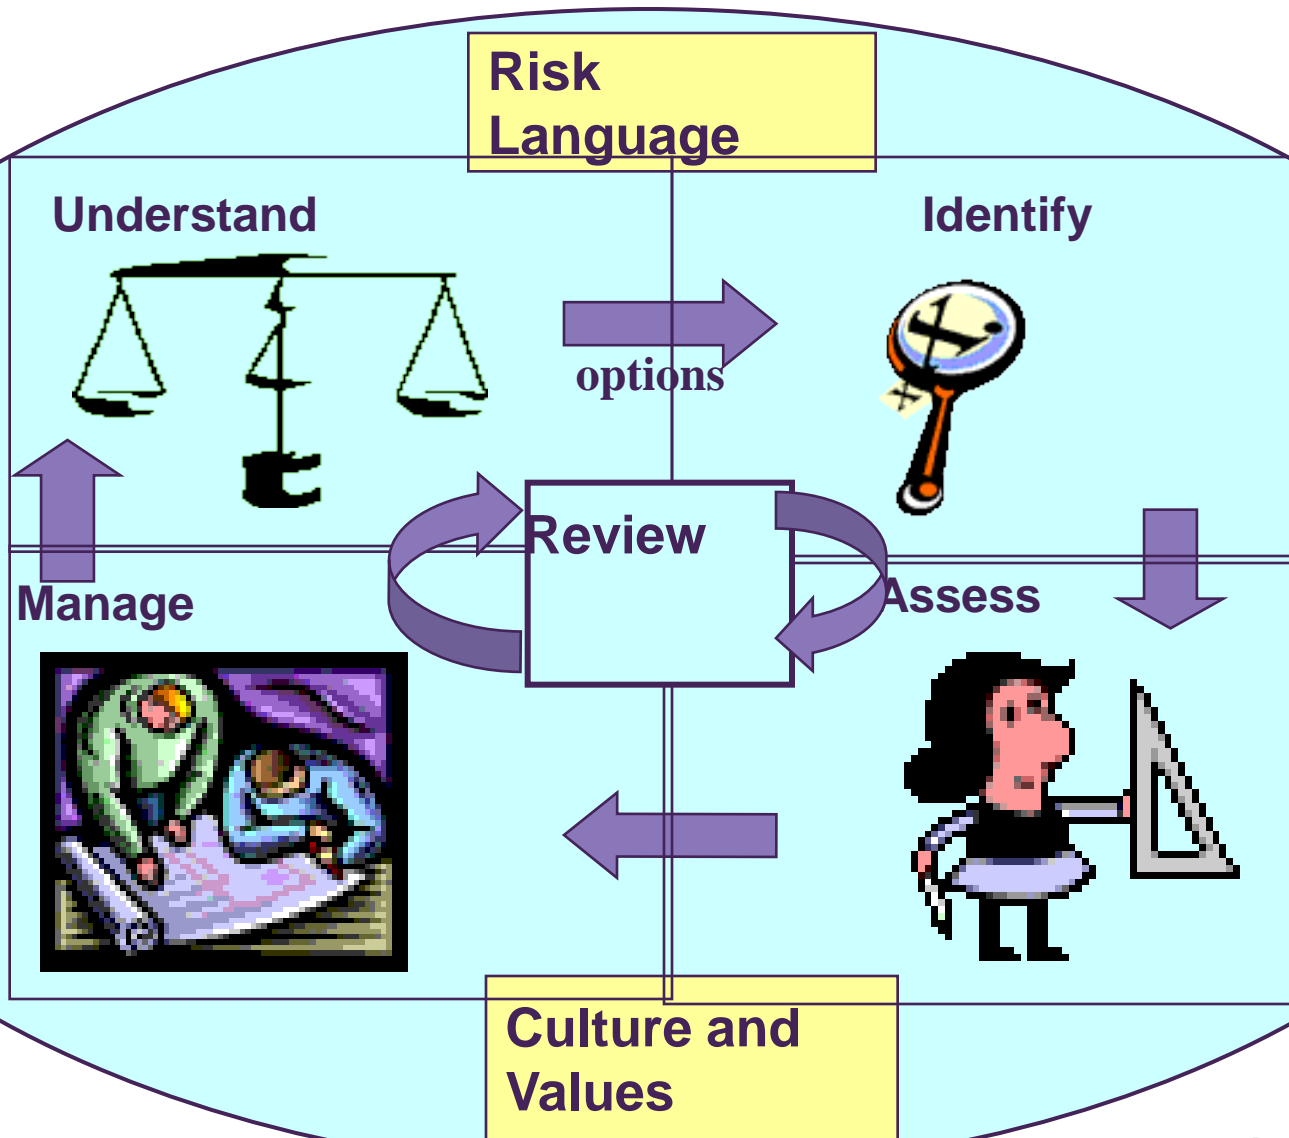 Risk
Language
Understand
Identify
options
Review
Manage
Assess
Culture and
Values